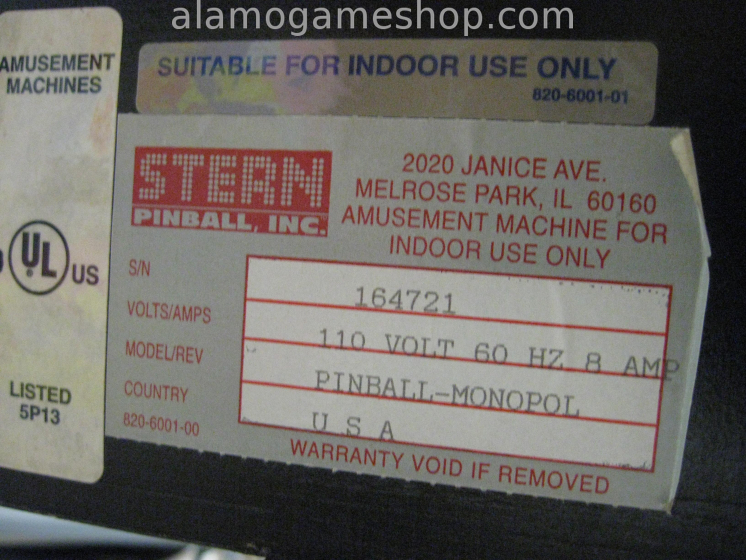 alamogameshop.com
AMUSEMENT
MACHINES
UL
US
LISTED
5P13
SUITABLE FOR INDOOR USE ONLY
820-6001-01
STERN
PINBALL, INC.
2020 JANICE AVE.
MELROSE PARK, IL 60160
AMUSEMENT MACHINE FOR
INDOOR USE ONLY
S/N 164721
VOLTS/AMPS 110 VOLT 60 HZ 8 AMP
MODEL/REV PINBALL-MONOPOL
COUNTRY U S A
820-6001-00
WARRANTY VOID IF REMOVED